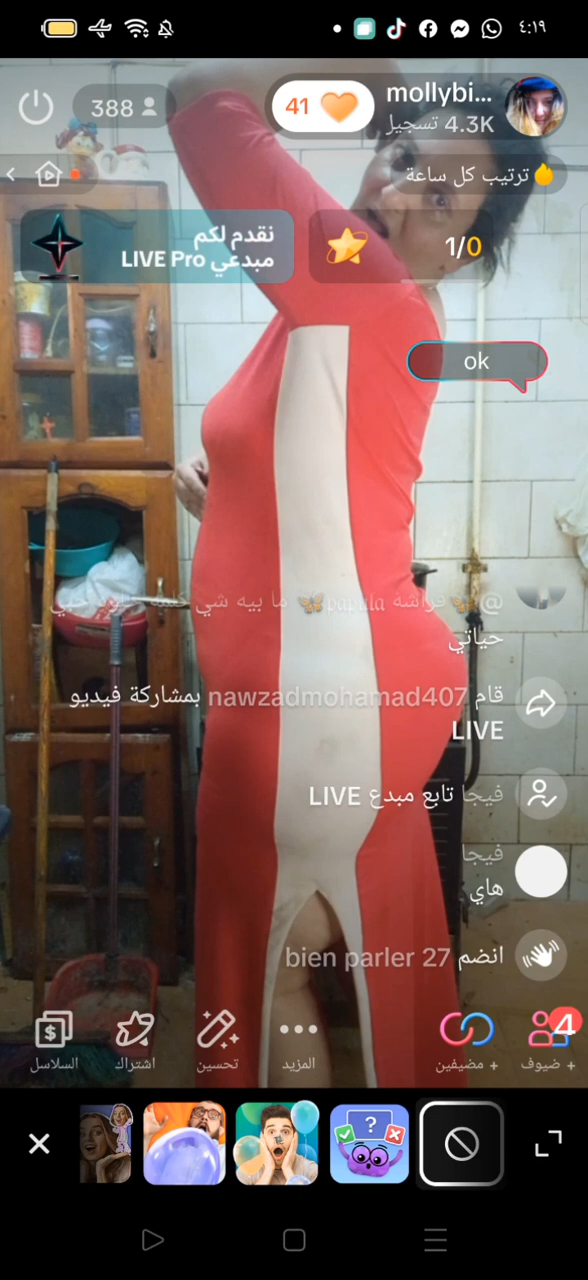 ٤:١٩
mollybi...
4.3K تسجيل
41
388
ترتيب كل ساعة
1/0
نقدم لكم
مبدعي LIVE Pro
ok
حياتي
قام nawzadmohamad407 بمشاركة فيديو
LIVE
فيجا تابع مبدع LIVE
فيجا
هاي
انضم bien parler 27
4
+ ضيوف
+ مضيفين
المزيد
تحسين
اشتراك
السلاسل